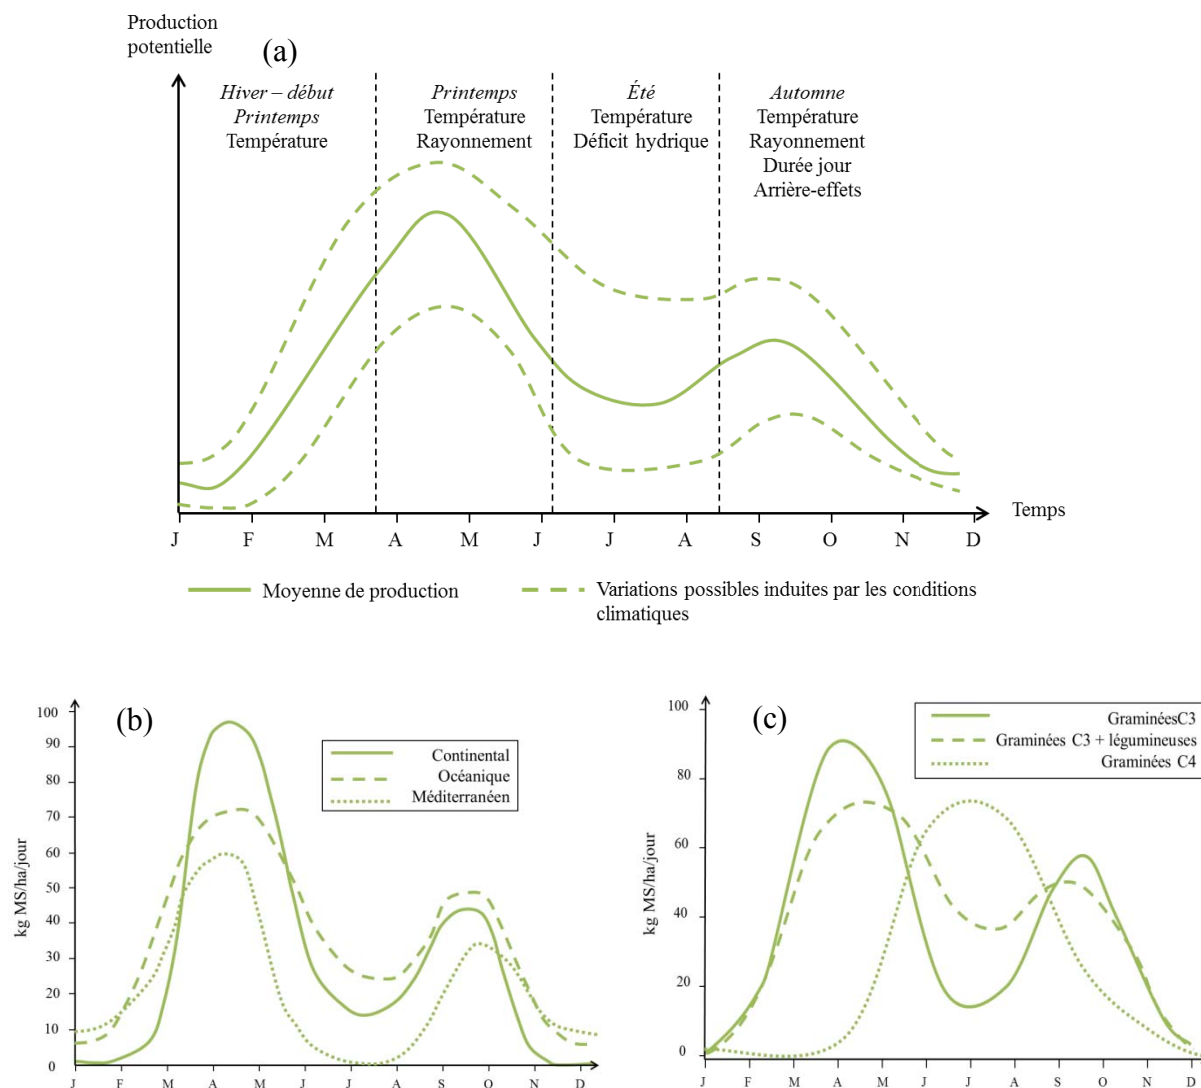 Production
potentielle
(a)
Hiver – début
Printemps
Température
Printemps
Température
Rayonnement
Été
Température
Déficit hydrique
Automne
Température
Rayonnement
Durée jour
Arrière-effets
Temps
J F M A M J J A S O N D
Moyenne de production
Variations possibles induites par les conditions
climatiques
(b)
100
90
80
70
60
50
40
30
20
10
0
kg MS/ha/jour
Continental
Océanique
Méditerranéen
J F M A M J J A S O N D
(c)
100
80
60
40
20
0
kg MS/ha/jour
GraminéesC3
Graminées C3 + légumineuses
Graminées C4
J F M A M J J A S O N D